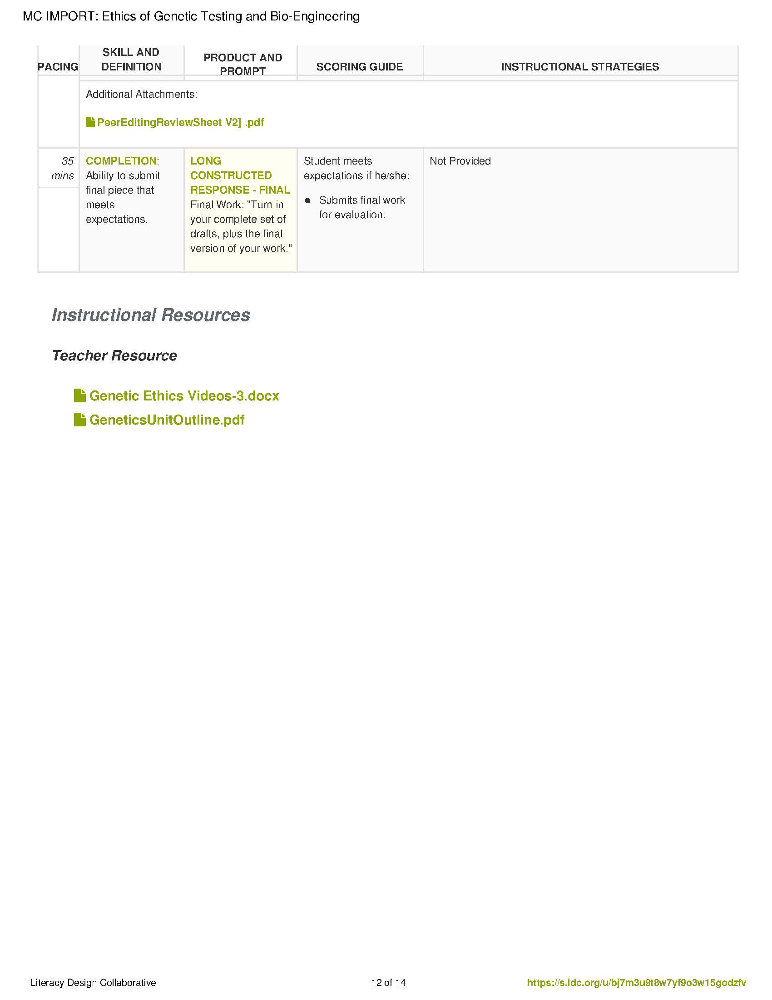 MC IMPORT: Ethics of Genetic Testing and Bio-Engineering
PACING
SKILL AND
DEFINITION
PRODUCT AND
PROMPT
SCORING GUIDE
INSTRUCTIONAL STRATEGIES
Additional Attachments:
PeerEditingReviewSheet V2] .pdf
35
mins
COMPLETION:
Ability to submit
final piece that
meets
expectations.
LONG
CONSTRUCTED
RESPONSE - FINAL
Final Work: "Turn in
your complete set of
drafts, plus the final
version of your work."
Student meets
expectations if he/she:
● Submits final work
for evaluation.
Not Provided
Instructional Resources
Teacher Resource
Genetic Ethics Videos-3.docx
GeneticsUnitOutline.pdf
Literacy Design Collaborative
12 of 14
https://s.ldc.org/u/bj7m3u9t8w7yf9o3w15godzfv